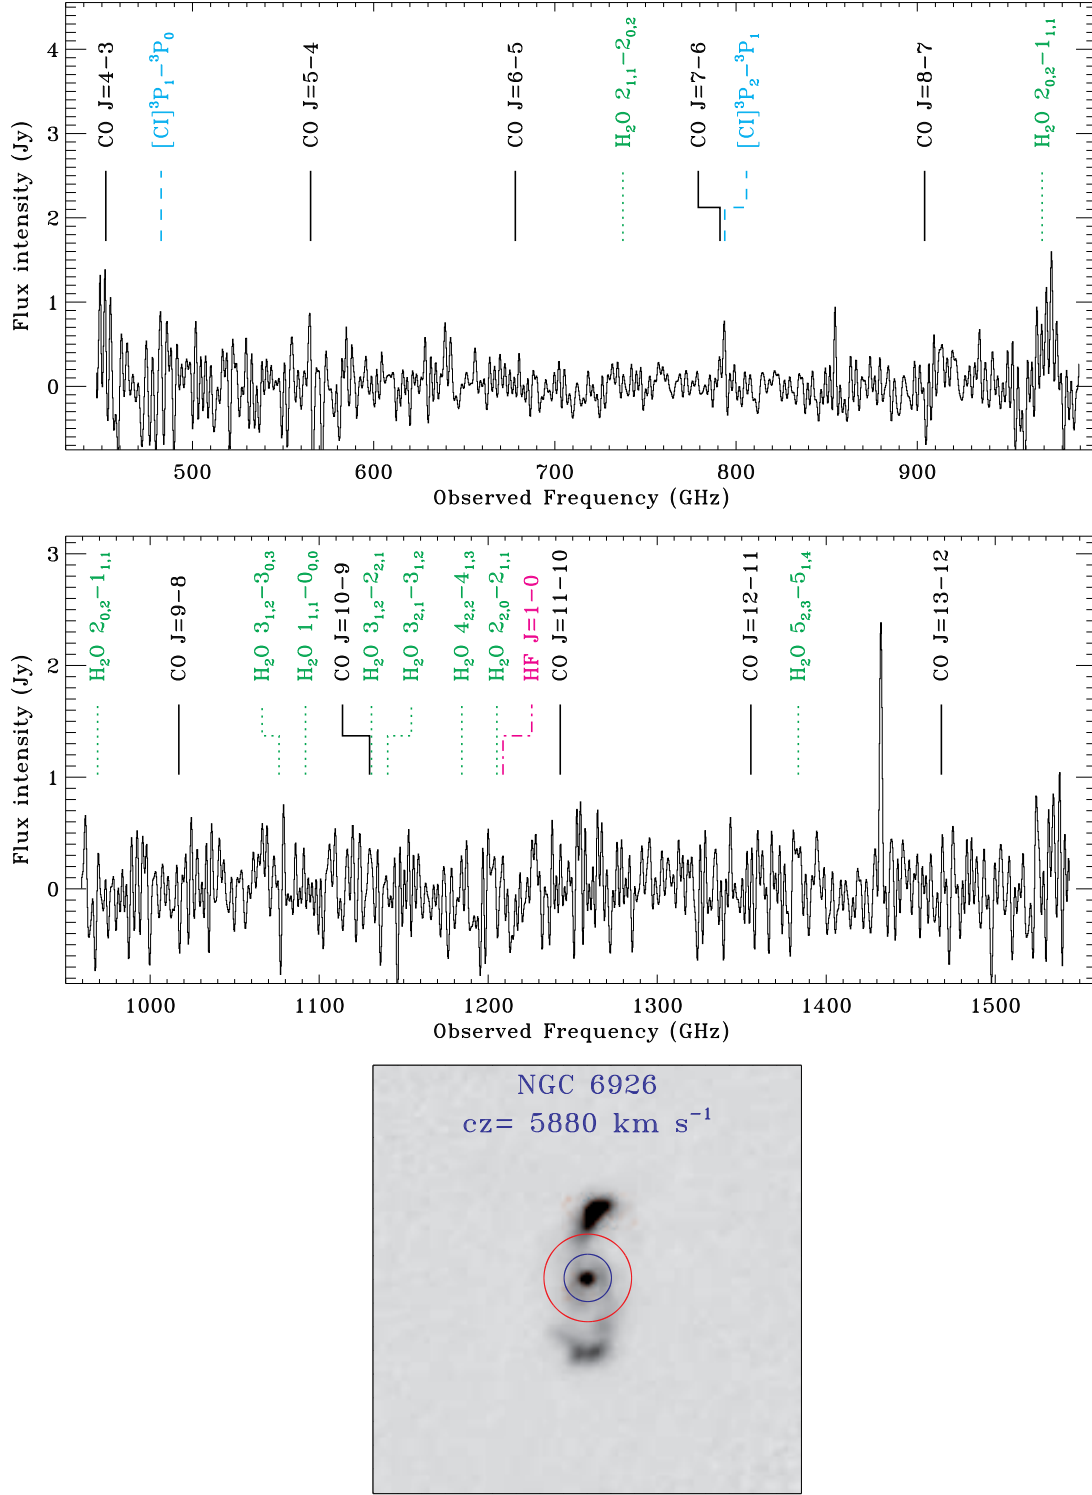 CO J=4−3
[CI]³P₁−³P₀
CO J=5−4
CO J=6−5
H₂O 2₁,₁−2₀,₂
CO J=7−6
[CI]³P₂−³P₁
CO J=8−7
H₂O 2₀,₂−1₁,₁
Flux intensity (Jy)
4
3
2
1
0
500 600 700 800 900
Observed Frequency (GHz)
H₂O 2₀,₂−1₁,₁
CO J=9−8
H₂O 3₁,₂−3₀,₃
H₂O 1₁,₁−0₀,₀
CO J=10−9
H₂O 3₁,₂−2₂,₁
H₂O 3₂,₁−3₁,₂
H₂O 4₂,₂−4₁,₃
H₂O 2₂,₀−2₁,₁
HF J=1−0
CO J=11−10
CO J=12−11
H₂O 5₂,₃−5₁,₄
CO J=13−12
Flux intensity (Jy)
3
2
1
0
1000 1100 1200 1300 1400 1500
Observed Frequency (GHz)
NGC 6926
cz= 5880 km s⁻¹